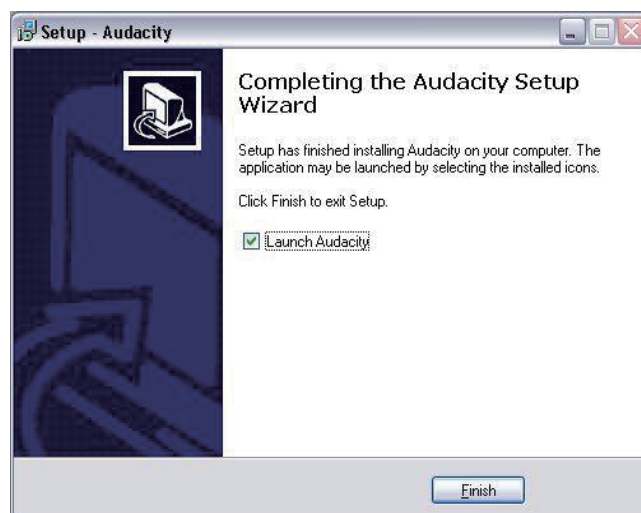 Setup - Audacity
Completing the Audacity Setup
Wizard
Setup has finished installing Audacity on your computer. The
application may be launched by selecting the installed icons.
Click Finish to exit Setup.
Launch Audacity
Finish